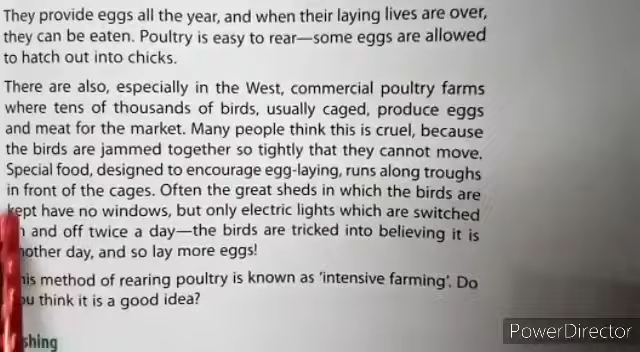 They provide eggs all the year, and when their laying lives are over,
they can be eaten. Poultry is easy to rear—some eggs are allowed
to hatch out into chicks.
There are also, especially in the West, commercial poultry farms
where tens of thousands of birds, usually caged, produce eggs
and meat for the market. Many people think this is cruel, because
the birds are jammed together so tightly that they cannot move.
Special food, designed to encourage egg-laying, runs along troughs
in front of the cages. Often the great sheds in which the birds are
kept have no windows, but only electric lights which are switched
and off twice a day—the birds are tricked into believing it is
nother day, and so lay more eggs!
his method of rearing poultry is known as 'intensive farming'. Do
ou think it is a good idea?
shing
PowerDirector